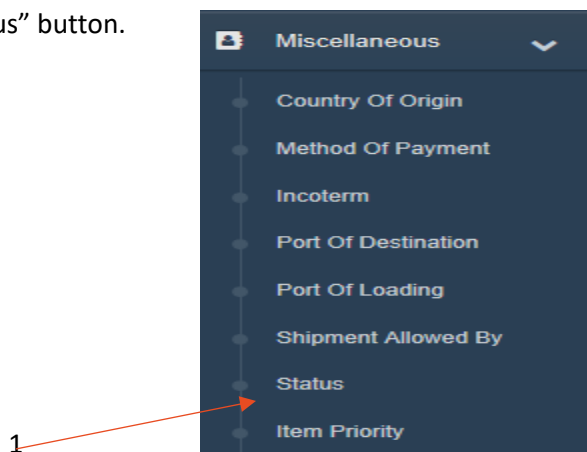 us” button.
Miscellaneous
Country Of Origin
Method Of Payment
Incoterm
Port Of Destination
Port Of Loading
Shipment Allowed By
Status
Item Priority
1